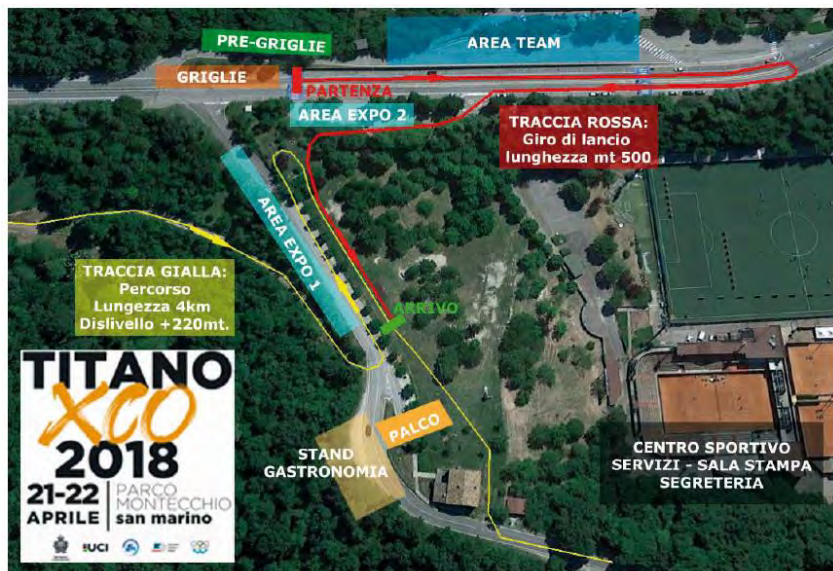 PRE-GRIGLIE
AREA TEAM
GRIGLIE
PARTENZA
AREA EXPO 2
TRACCIA ROSSA:
Giro di lancio
lunghezza mt 500
AREA EXPO 1
TRACCIA GIALLA:
Percorso
Lungezza 4km
Dislivello +220mt.
ARRIVO
TITANO
XCO
2018
21-22
APRILE
PARCO
MONTECCHIO
san marino
UCI
PALCO
STAND
GASTRONOMIA
CENTRO SPORTIVO
SERVIZI - SALA STAMPA
SEGRETERIA